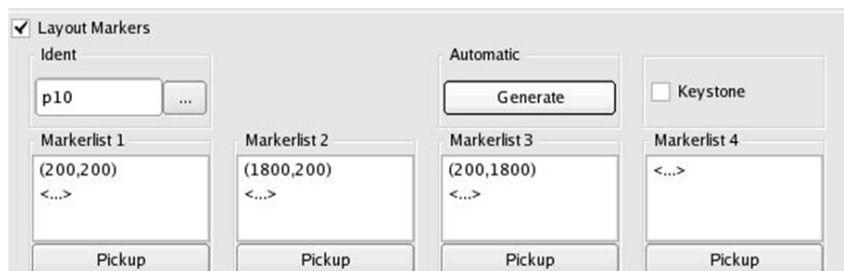 Layout Markers
Ident
Automatic
p10
...
Generate
Keystone
Markerlist 1
Markerlist 2
Markerlist 3
Markerlist 4
(200,200)
(1800,200)
(200,1800)
<...>
<...>
<...>
<...>
Pickup
Pickup
Pickup
Pickup